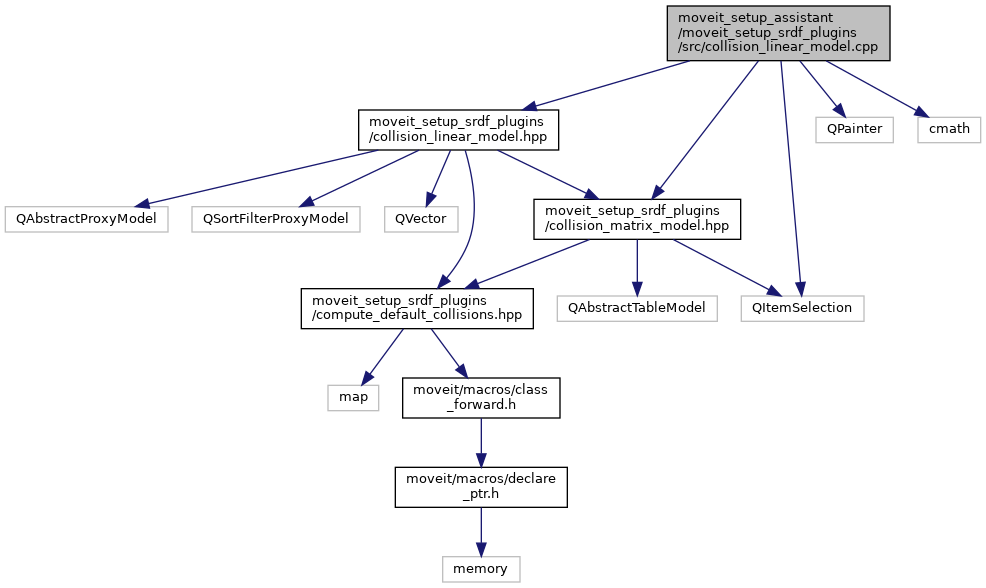 moveit_setup_assistant
/moveit_setup_srdf_plugins
/src/collision_linear_model.cpp
moveit_setup_srdf_plugins
/collision_linear_model.hpp
QPainter
cmath
QAbstractProxyModel
QSortFilterProxyModel
QVector
moveit_setup_srdf_plugins
/collision_matrix_model.hpp
moveit_setup_srdf_plugins
/compute_default_collisions.hpp
QAbstractTableModel
QItemSelection
map
moveit/macros/class
_forward.h
moveit/macros/declare
_ptr.h
memory